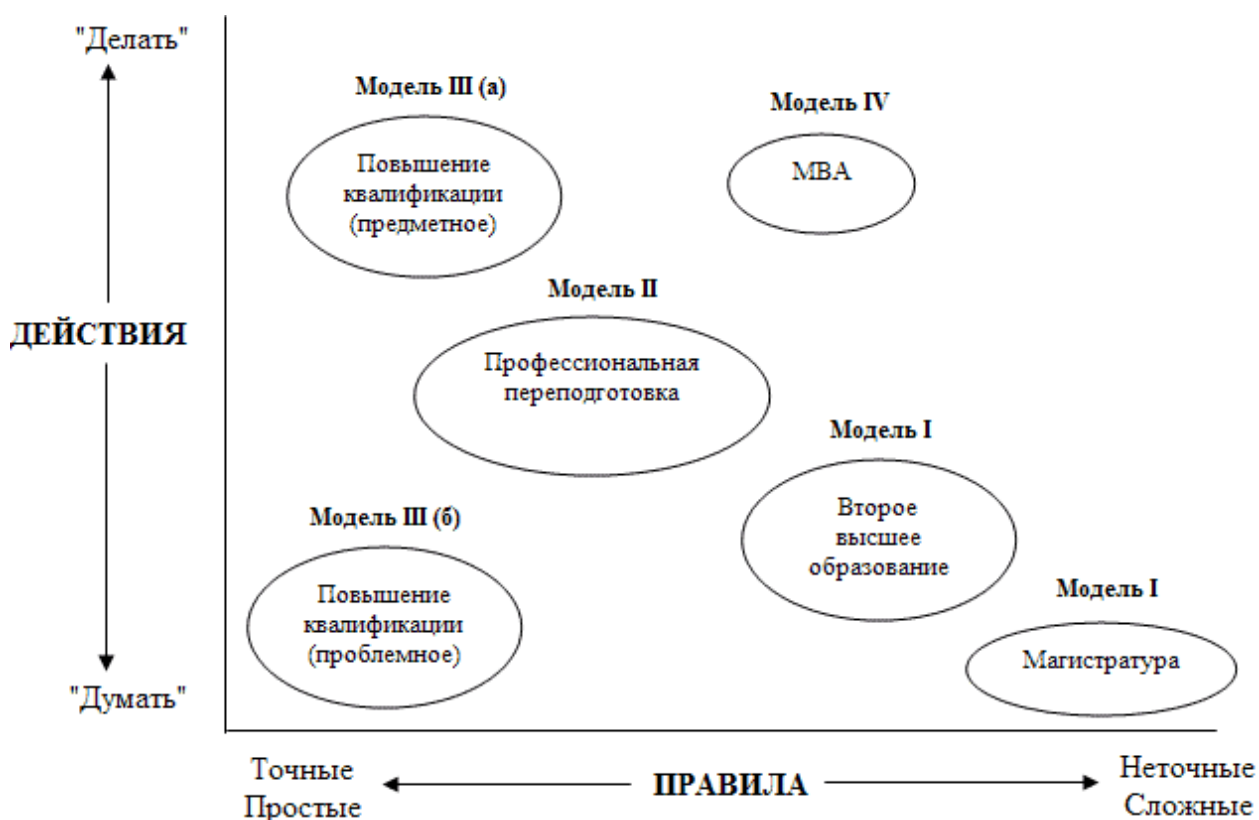 "Делать"
Модель III (а)
Модель IV
Повышение
квалификации
(предметное)
МВА
Модель II
ДЕЙСТВИЯ
Профессиональная
переподготовка
Модель I
Второе
высшее
образование
Модель III (б)
Повышение
квалификации
(проблемное)
Модель I
Магистратура
"Думать"
Точные
Простые
ПРАВИЛА
Неточные
Сложные